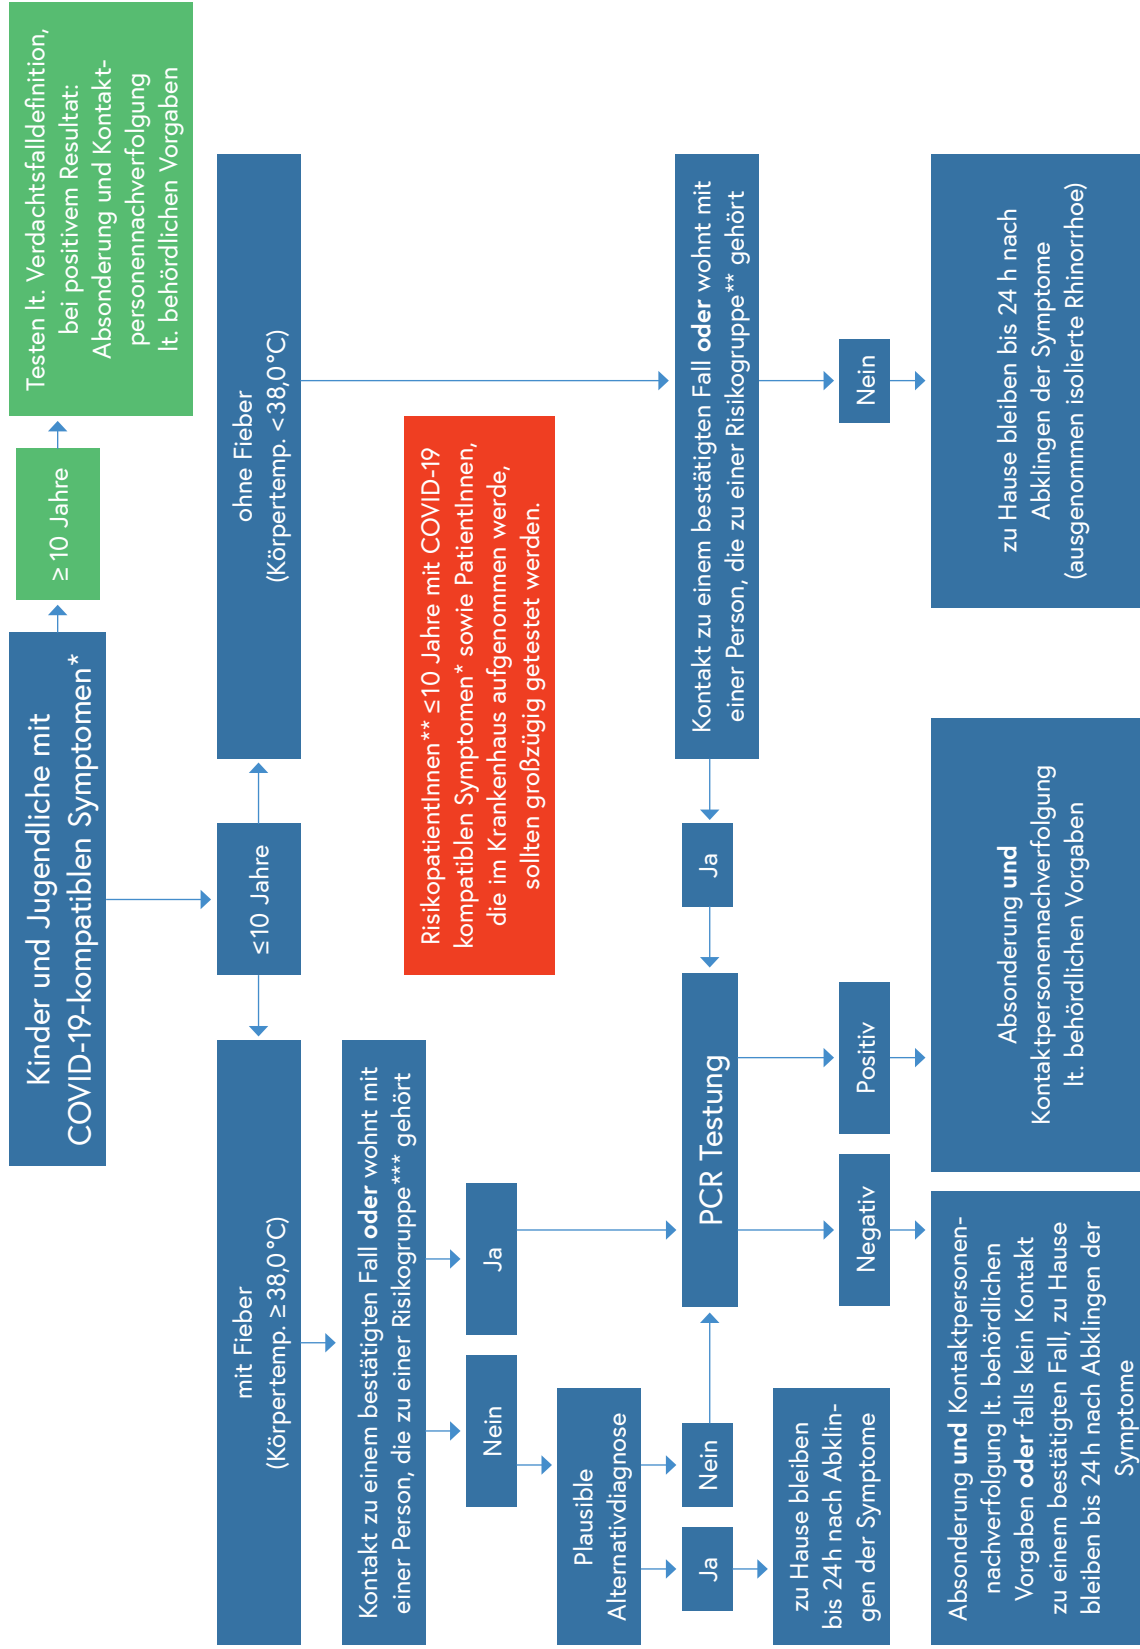 Kinder und Jugendliche mit
COVID-19-kompatiblen Symptomen*
≥ 10 Jahre
Testen lt. Verdachtsfalldefinition,
bei positivem Resultat:
Absonderung und Kontakt-
personennachverfolgung
lt. behördlichen Vorgaben
≤10 Jahre
mit Fieber
(Körpertemp. ≥ 38,0 °C)
ohne Fieber
(Körpertemp. < 38,0 °C)
Kontakt zu einem bestätigten Fall oder wohnt mit
einer Person, die zu einer Risikogruppe*** gehört
RisikopatientInnen** ≤10 Jahre mit COVID-19
kompatiblen Symptomen* sowie PatientInnen,
die im Krankenhaus aufgenommen werde,
sollten großzügig getestet werden.
Nein
Ja
Plausible
Alternativdiagnose
Ja
Nein
zu Hause bleiben
bis 24h nach Abklin-
gen der Symptome
PCR Testung
Ja
Kontakt zu einem bestätigten Fall oder wohnt mit
einer Person, die zu einer Risikogruppe** gehört
Negativ
Positiv
Nein
Absonderung und Kontaktpersonen-
nachverfolgung lt. behördlichen
Vorgaben oder falls kein Kontakt
zu einem bestätigten Fall, zu Hause
bleiben bis 24 h nach Abklingen der
Symptome
Absonderung und
Kontaktpersonennachverfolgung
lt. behördlichen Vorgaben
zu Hause bleiben bis 24 h nach
Abklingen der Symptome
(ausgenommen isolierte Rhinorrhoe)